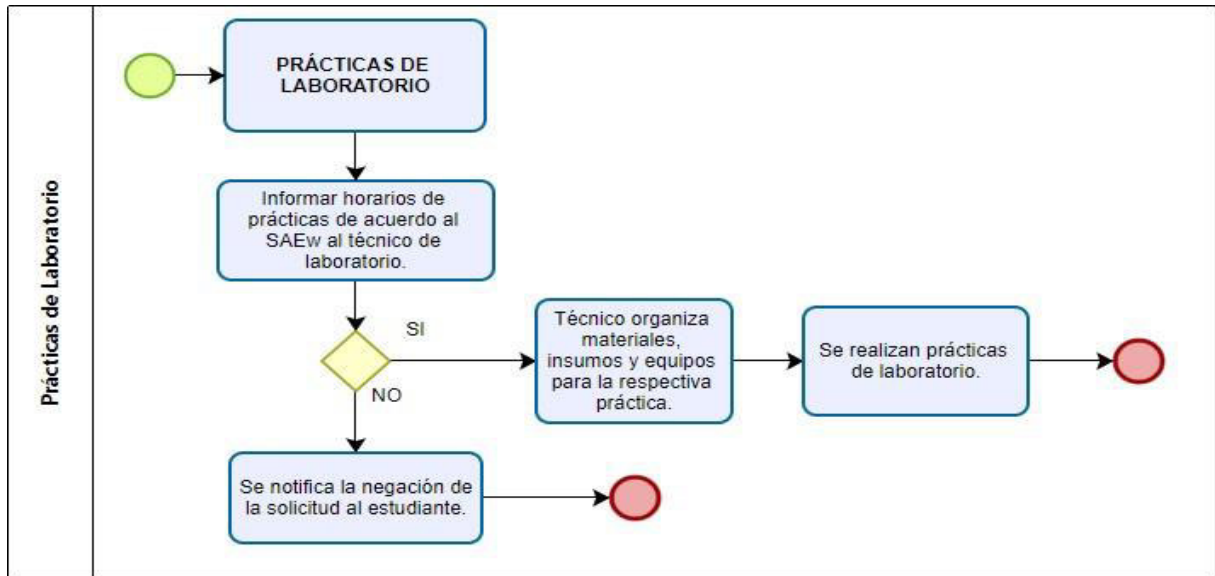 Prácticas de Laboratorio
PRÁCTICAS DE
LABORATORIO
Informar horarios de
prácticas de acuerdo al
SAEw al técnico de
laboratorio.
SI
NO
Técnico organiza
materiales,
insumos y equipos
para la respectiva
práctica.
Se realizan prácticas
de laboratorio.
Se notifica la negación de
la solicitud al estudiante.